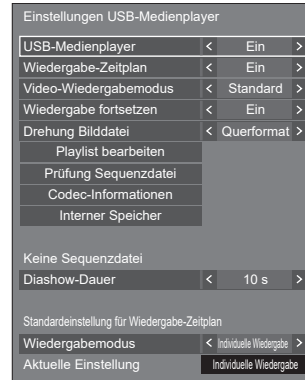 Einstellungen USB-Medienplayer
USB-Medienplayer < Ein >
Wiedergabe-Zeitplan < Ein >
Video-Wiedergabemodus < Standard >
Wiedergabe fortsetzen < Ein >
Drehung Bilddatei < Querformat >
Playlist bearbeiten
Prüfung Sequenzdatei
Codec-Informationen
Interner Speicher
Keine Sequenzdatei
Diashow-Dauer < 10 s >
Standardeinstellung für Wiedergabe-Zeitplan
Wiedergabemodus < Individuelle Wiedergabe >
Aktuelle Einstellung Individuelle Wiedergabe